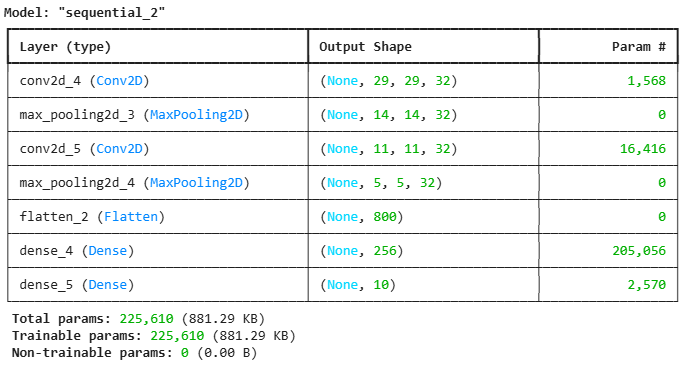 Model: "sequential_2"
Layer (type) Output Shape Param #
conv2d_4 (Conv2D) (None, 29, 29, 32) 1,568
max_pooling2d_3 (MaxPooling2D) (None, 14, 14, 32) 0
conv2d_5 (Conv2D) (None, 11, 11, 32) 16,416
max_pooling2d_4 (MaxPooling2D) (None, 5, 5, 32) 0
flatten_2 (Flatten) (None, 800) 0
dense_4 (Dense) (None, 256) 205,056
dense_5 (Dense) (None, 10) 2,570
Total params: 225,610 (881.29 KB)
Trainable params: 225,610 (881.29 KB)
Non-trainable params: 0 (0.00 B)